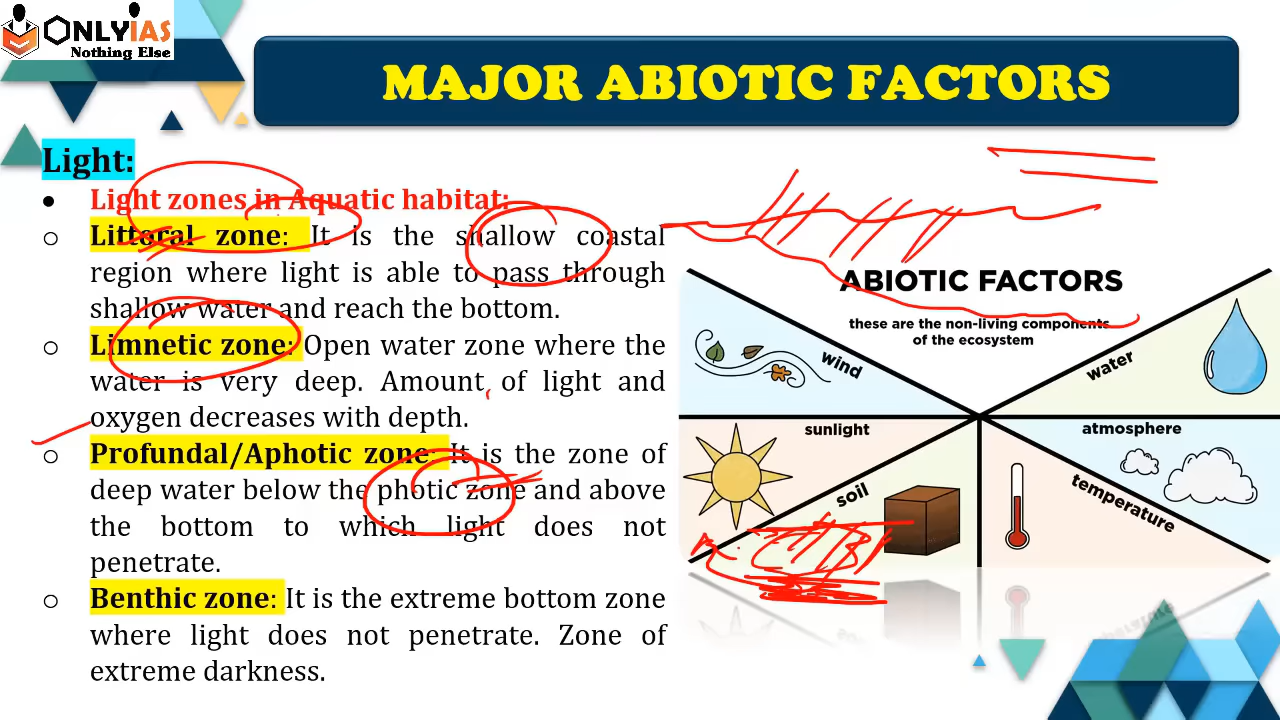 ONLYIAS
Nothing Else
MAJOR ABIOTIC FACTORS
Light:
• Light zones in Aquatic habitat:
o Littoral zone: It is the shallow coastal
region where light is able to pass through
shallow water and reach the bottom.
o Limnetic zone: Open water zone where the
water is very deep. Amount of light and
oxygen decreases with depth.
o Profundal/Aphotic zone: It is the zone of
deep water below the photic zone and above
the bottom to which light does not
penetrate.
o Benthic zone: It is the extreme bottom zone
where light does not penetrate. Zone of
extreme darkness.
ABIOTIC FACTORS
these are the non-living components
of the ecosystem
wind
water
sunlight
atmosphere
soil
temperature